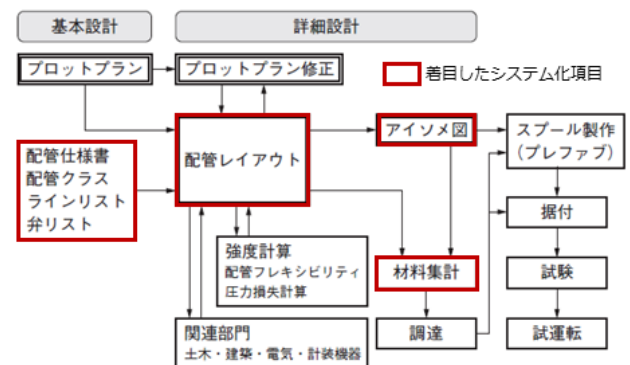 基本設計
詳細設計
プロットプラン
プロットプラン修正
着目したシステム化項目
配管仕様書
配管クラス
ラインリスト
弁リスト
配管レイアウト
アイソメ図
スプール製作
(プレファブ)
強度計算
配管フレキシビリティ
圧力損失計算
材料集計
据付
試験
関連部門
土木・建築・電気・計装機器
調達
試運転